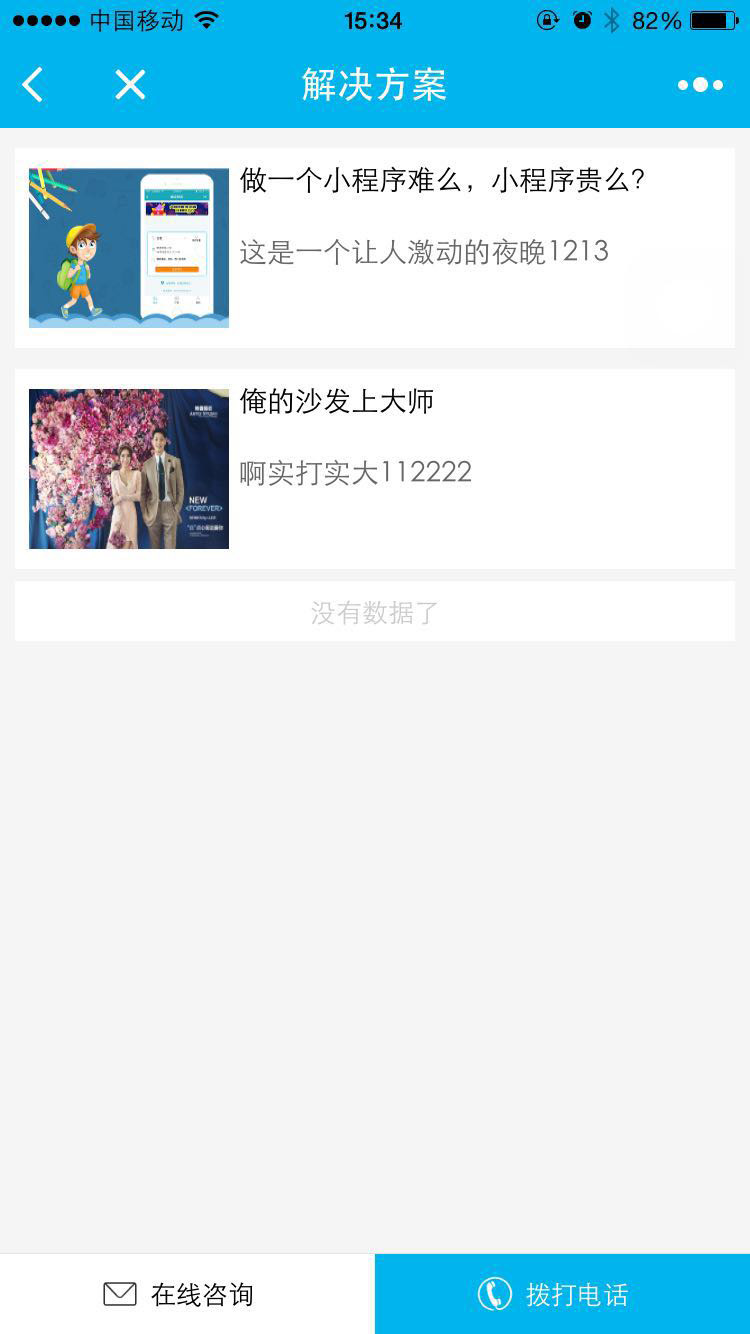 中国移动
15:34
82%
解决方案
做一个小程序难么，小程序贵么？
这是一个让人激动的夜晚1213
俺的沙发上大师
啊实打实大112222
NEW
<FOREVER>
没有数据了
在线咨询
拨打电话